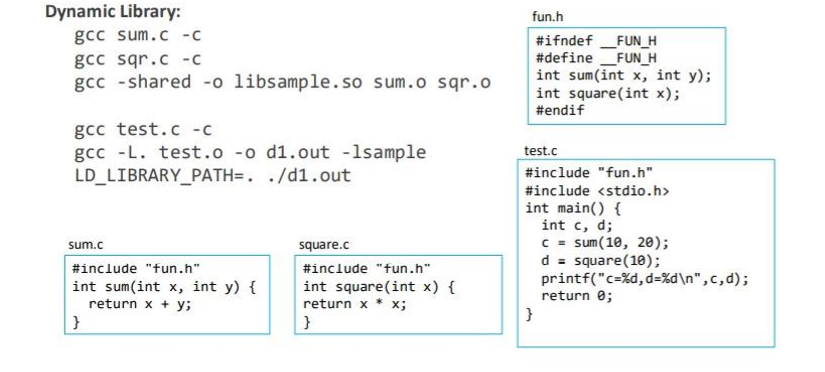 Dynamic Library:
gcc sum.c -c
gcc sqr.c -c
gcc -shared -o libsample.so sum.o sqr.o
gcc test.c -c
gcc -L. test.o -o d1.out -lsample
LD_LIBRARY_PATH=. ./d1.out
fun.h
#ifndef __FUN_H
#define __FUN_H
int sum(int x, int y);
int square(int x);
#endif
test.c
#include "fun.h"
#include <stdio.h>
int main() {
int c, d;
c = sum(10, 20);
d = square(10);
printf("c=%d,d=%d\n",c,d);
return 0;
}
sum.c
#include "fun.h"
int sum(int x, int y) {
return x + y;
}
square.c
#include "fun.h"
int square(int x) {
return x * x;
}